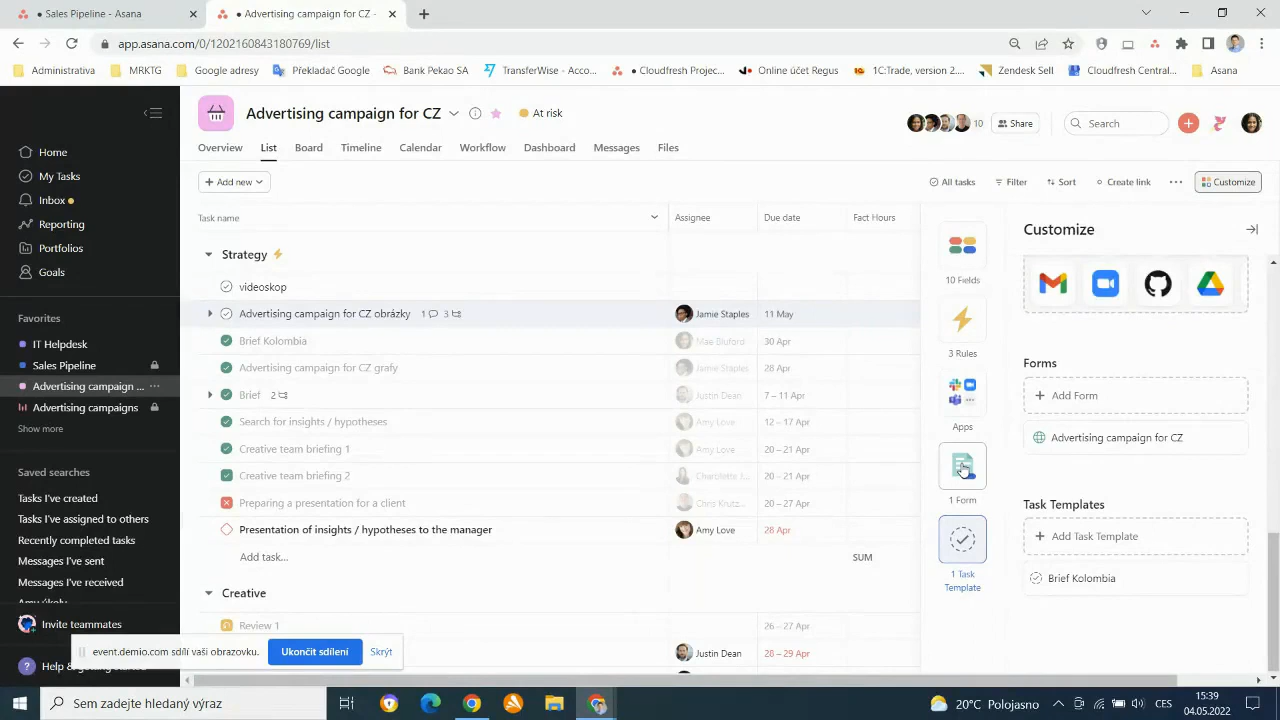 Sales Pipeline - Asana
Advertising campaign for CZ -
app.asana.com/0/1202160843180769/list
Administrativa
MRKTG
Google adresy
Překladač Google
Bank Pekao SA
TransferWise - Acco...
Cloudfresh Projec...
Online účet Regus
1C:Trade, version 2....
Zendesk Sell
Cloudfresh Central...
Asana
Advertising campaign for CZ
At risk
10
Share
Search
Overview
List
Board
Timeline
Calendar
Workflow
Dashboard
Messages
Files
Home
My Tasks
Inbox
Reporting
Portfolios
Goals
Favorites
IT Helpdesk
Sales Pipeline
Advertising campaign ...
Advertising campaigns
Show more
Saved searches
Tasks I've created
Tasks I've assigned to others
Recently completed tasks
Messages I've sent
Messages I've received
Invite teammates
+ Add new
All tasks
Filter
Sort
Create link
Customize
Task name
Assignee
Due date
Fact Hours
Strategy
videoskop
Advertising campaign for CZ obrázky 1 3
Jamie Staples
11 May
Brief Kolombia
Mae Bluford
30 Apr
Advertising campaign for CZ grafy
Jamie Staples
28 Apr
Brief 2
Justin Dean
7 – 11 Apr
Search for insights / hypotheses
Amy Love
12 – 17 Apr
Creative team briefing 1
Amy Love
20 – 21 Apr
Creative team briefing 2
Charlotte J...
20 – 21 Apr
Preparing a presentation for a client
Chris Krutz...
20 – 27 Apr
Presentation of insights / hypotheses to the manager
Amy Love
28 Apr
Add task...
SUM
Creative
Review 1
26 – 27 Apr
Justin Dean
28 – 29 Apr
10 Fields
3 Rules
Apps
1 Form
1 Task
Template
Customize
Forms
+ Add Form
Advertising campaign for CZ
Task Templates
+ Add Task Template
Brief Kolombia
event.demio.com sdílí vaši obrazovku.
Ukončit sdílení
Skrýt
Sem zadejte hledaný výraz
20°C Polojasno
CES
15:39
04.05.2022